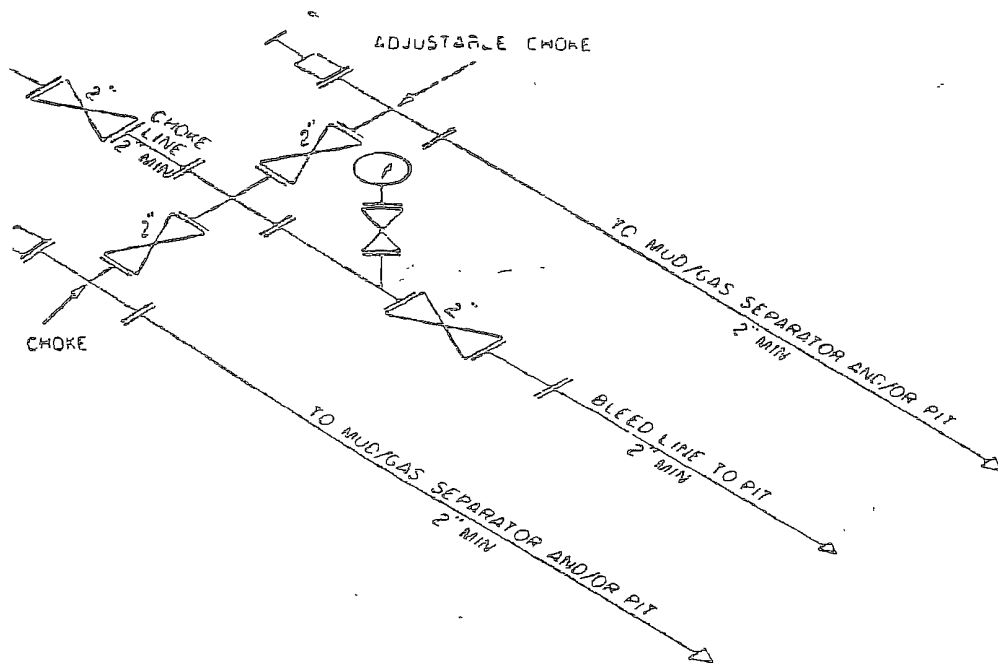 ADJUSTABLE CHOKE
2"
CHOKE
LINE
2" MIN
2"
2"
CHOKE
2"
TO MUD/GAS SEPARATOR AND/OR PIT
2" MIN
BLEED LINE TO PIT
2" MIN
TO MUD/GAS SEPARATOR AND/OR PIT
2" MIN